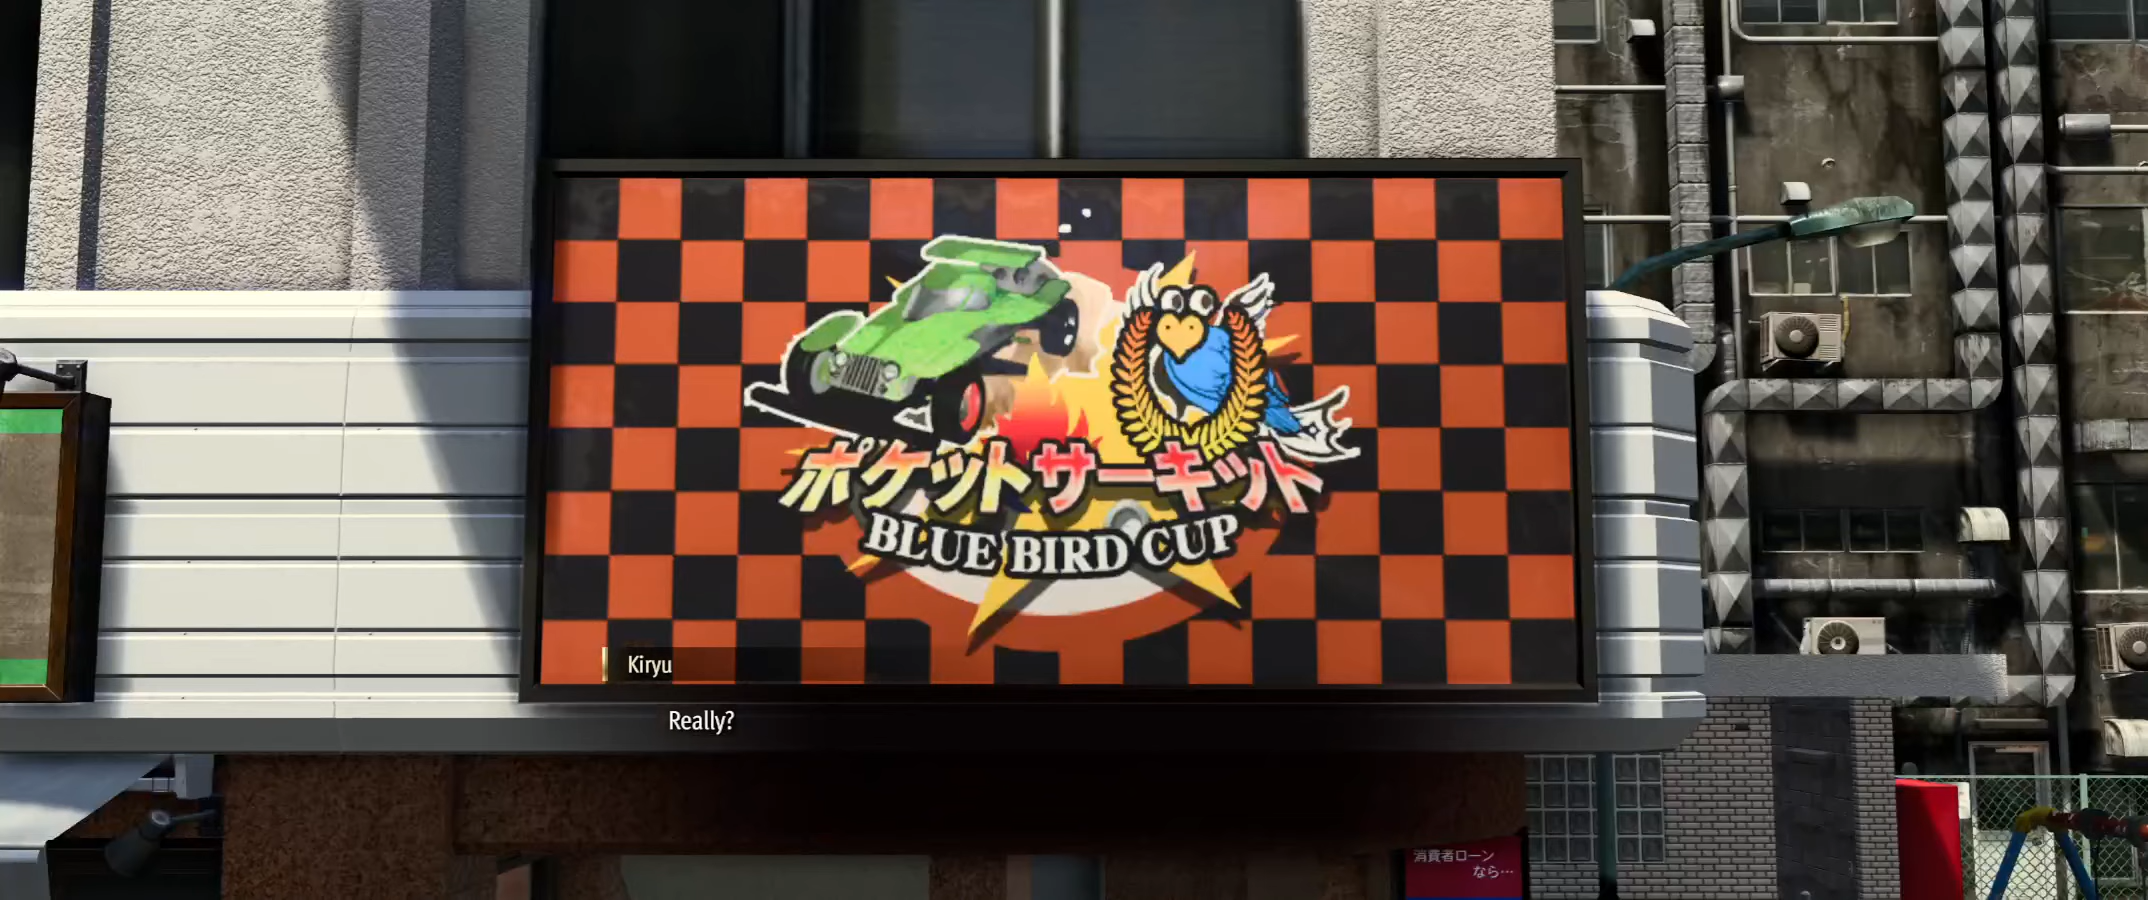 ポケットサーキット
BLUE BIRD CUP
Kiryu
Really?
消費者ローン
なら…